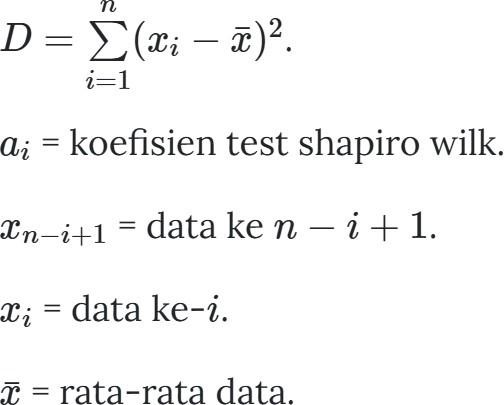 D = \sum_{i=1}^{n} (x_i - \bar{x})^2.
a_i = koefisien test shapiro wilk.
x_{n-i+1} = data ke n - i + 1.
x_i = data ke-i.
\bar{x} = rata-rata data.